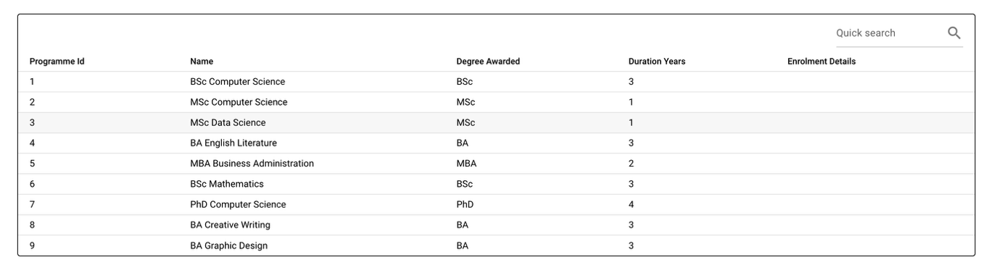 Quick search
Programme Id Name Degree Awarded Duration Years Enrolment Details
1 BSc Computer Science BSc 3
2 MSc Computer Science MSc 1
3 MSc Data Science MSc 1
4 BA English Literature BA 3
5 MBA Business Administration MBA 2
6 BSc Mathematics BSc 3
7 PhD Computer Science PhD 4
8 BA Creative Writing BA 3
9 BA Graphic Design BA 3